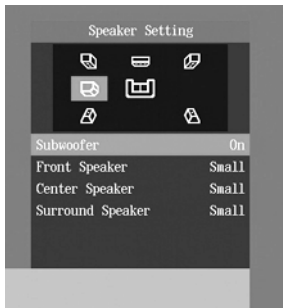 Speaker Setting
Subwoofer On
Front Speaker Small
Center Speaker Small
Surround Speaker Small